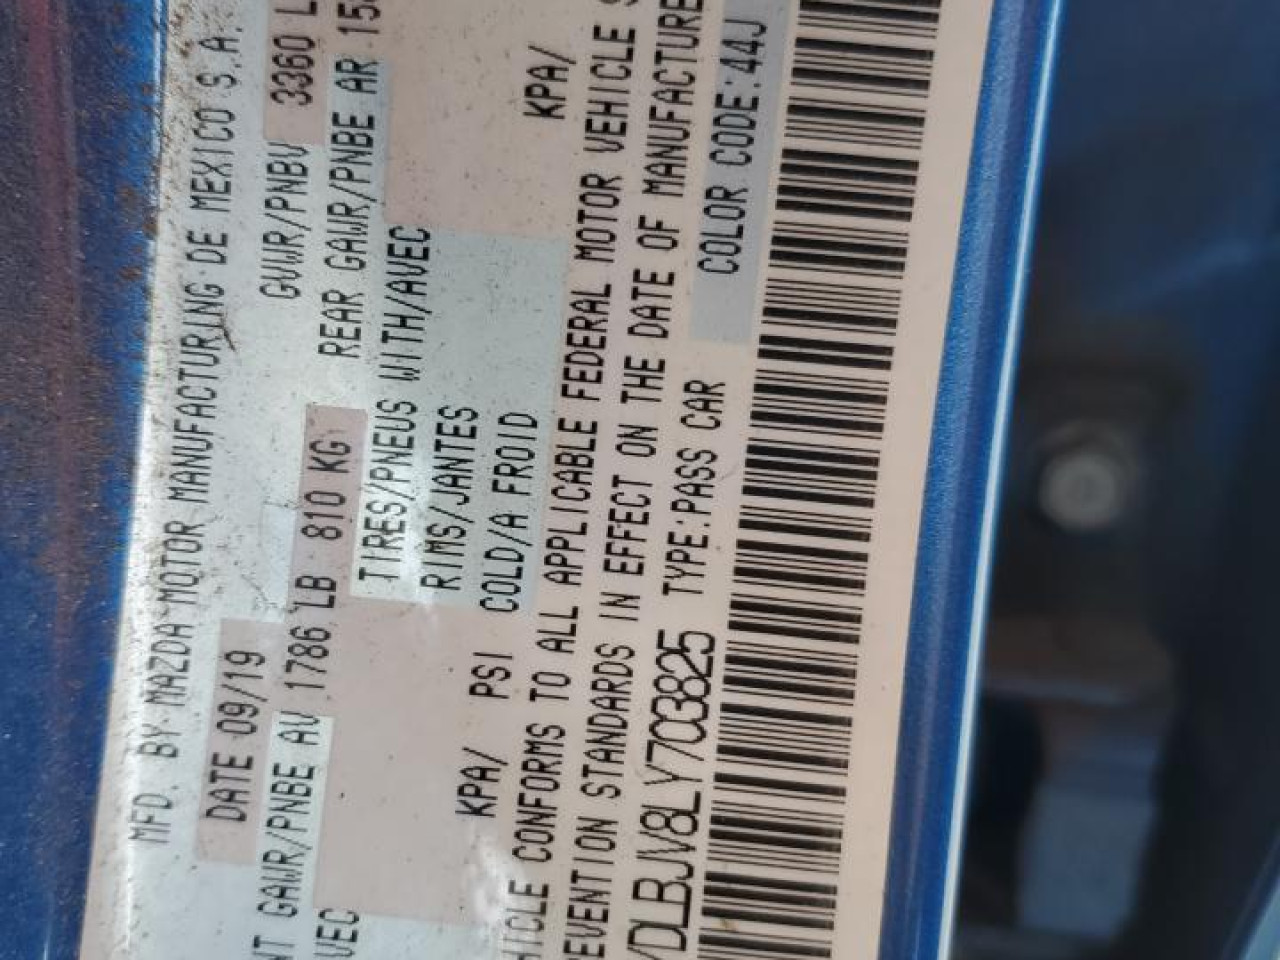 MFD. BY MAZDA MOTOR MANUFACTURING DE MEXICO S.A.
DATE 09/19 GVWR/PNBV 3360 L
NT GAWR/PNBE AV 1786 LB 810 KG REAR GAWR/PNBE AR
VEC TIRES/PNEUS WITH/AVEC
RIMS/JANTES
KPA/ PSI COLD/A FROID KPA/
HICLE CONFORMS TO ALL APPLICABLE FEDERAL MOTOR VEHICLE
EVENTION STANDARDS IN EFFECT ON THE DATE OF MANUFACTURE
VDLBJV8LY703825 TYPE:PASS CAR COLOR CODE:44J